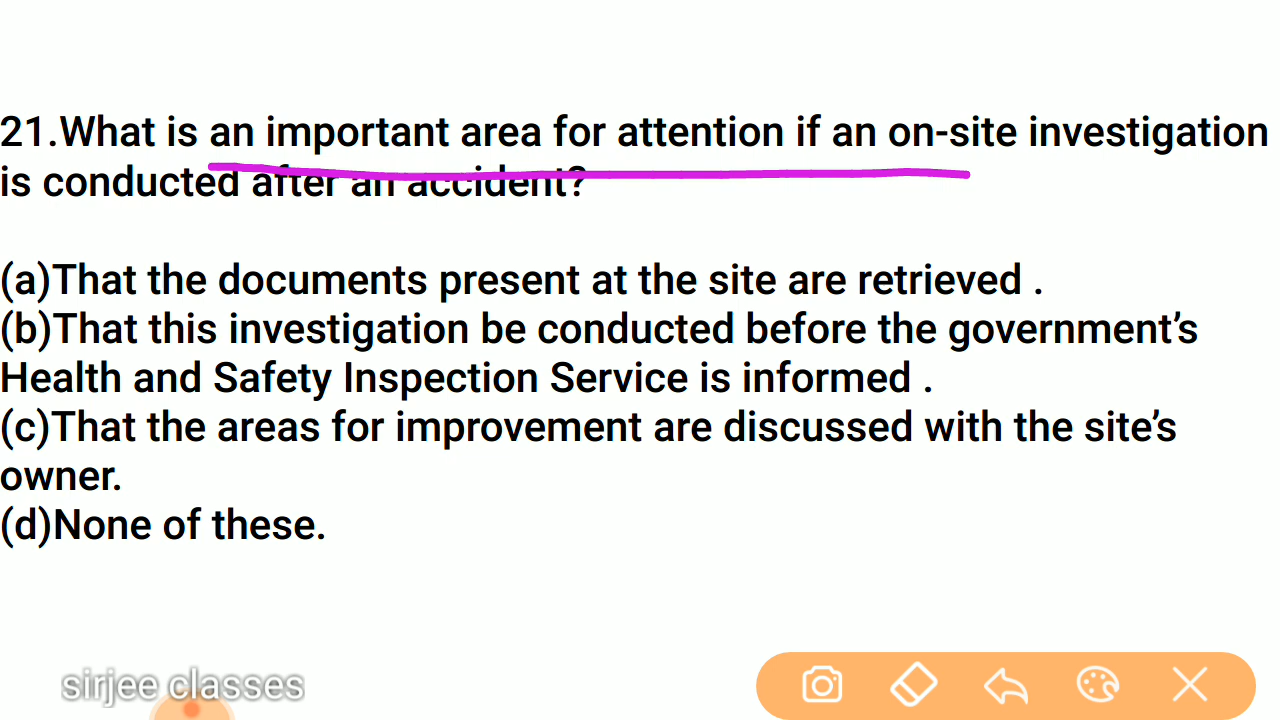 21.What is an important area for attention if an on-site investigation
is conducted after an accident?
(a)That the documents present at the site are retrieved .
(b)That this investigation be conducted before the government’s
Health and Safety Inspection Service is informed .
(c)That the areas for improvement are discussed with the site’s
owner.
(d)None of these.
sirjee classes